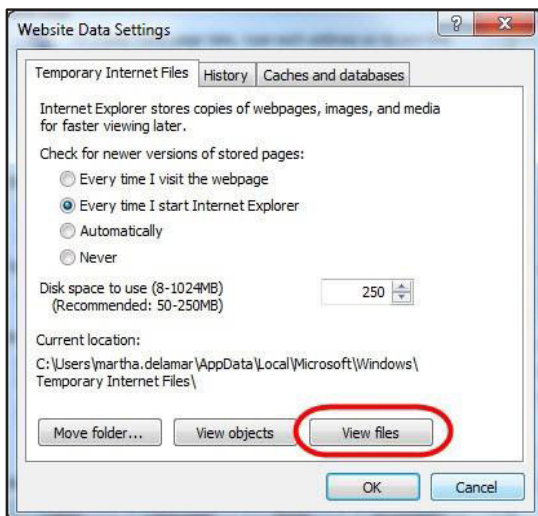 Website Data Settings
Temporary Internet Files History Caches and databases
Internet Explorer stores copies of webpages, images, and media
for faster viewing later.
Check for newer versions of stored pages:
Every time I visit the webpage
Every time I start Internet Explorer
Automatically
Never
Disk space to use (8-1024MB) 250
(Recommended: 50-250MB)
Current location:
C:\Users\martha.delamar\AppData\Local\Microsoft\Windows\
Temporary Internet Files\
Move folder... View objects View files
OK Cancel